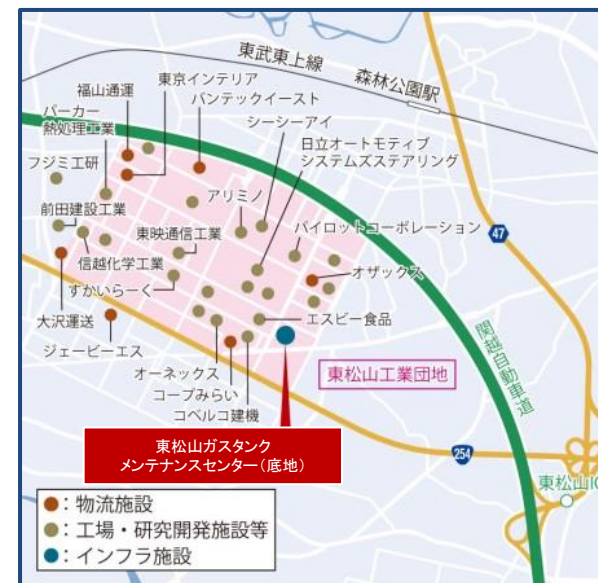 東武東上線
森林公園駅
福山通運
東京インテリア
バンテックイースト
パーカー
熱処理工業
シーシーアイ
日立オートモティブ
システムズステアリング
フジミ工研
アリミノ
前田建設工業
東映通信工業
パイロットコーポレーション
47
信越化学工業
オザックス
すかいらーく
大沢運送
エスビー食品
ジェービーエス
関越自動車道
オーネックス
東松山工業団地
コープみらい
コベルコ建機
東松山ガスタンク
メンテナンスセンター(底地)
254
東松山IC
●：物流施設
●：工場・研究開発施設等
●：インフラ施設